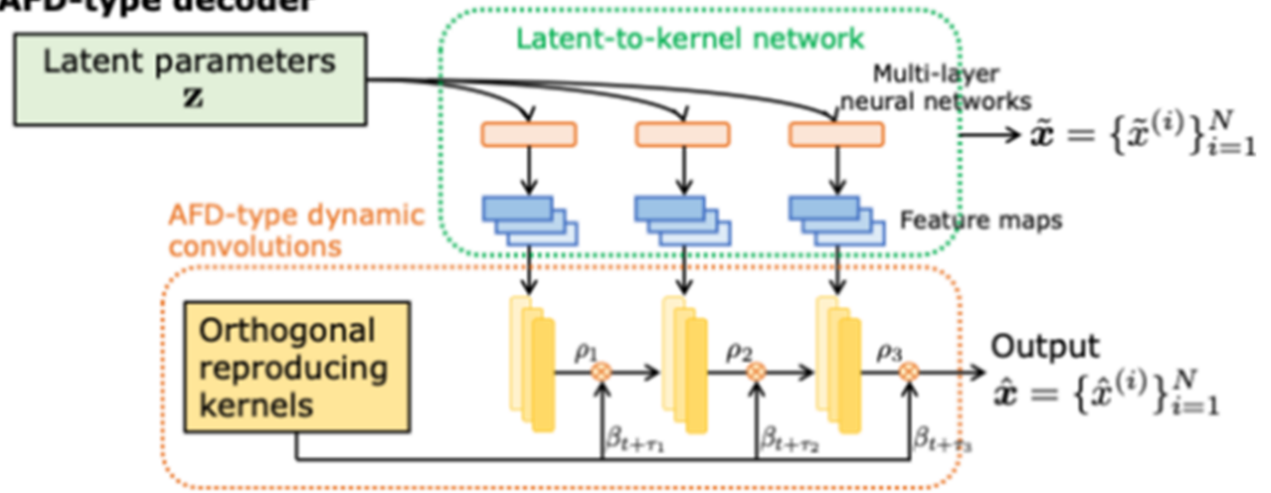 AFD-type decoder
Latent parameters
z
Latent-to-kernel network
Multi-layer
neural networks
x̃ = {x̃^(i)}_{i=1}^N
AFD-type dynamic
convolutions
Feature maps
Orthogonal
reproducing
kernels
ρ₁
ρ₂
ρ₃
Output
x̂ = {x̂^(i)}_{i=1}^N
β_{t+τ₁}
β_{t+τ₂}
β_{t+τ₃}